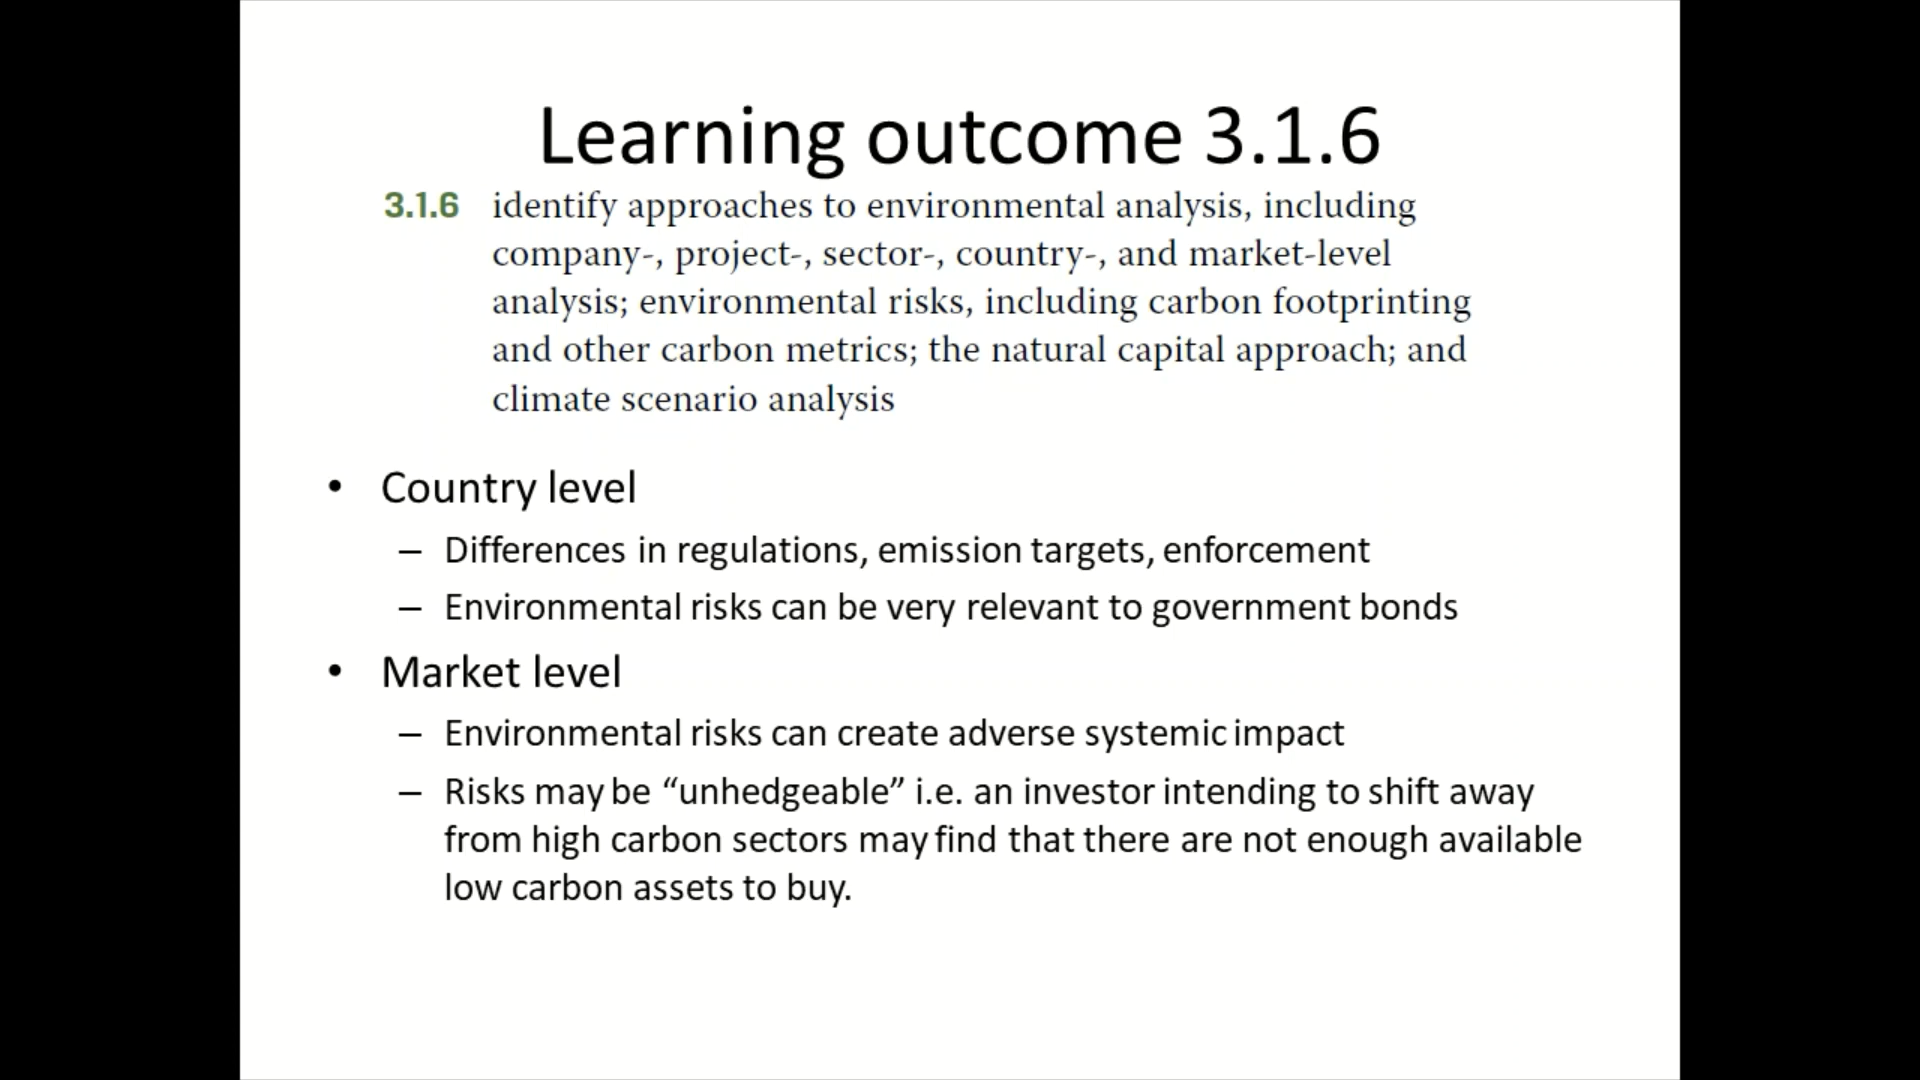 Learning outcome 3.1.6
3.1.6 identify approaches to environmental analysis, including
company-, project-, sector-, country-, and market-level
analysis; environmental risks, including carbon footprinting
and other carbon metrics; the natural capital approach; and
climate scenario analysis
• Country level
– Differences in regulations, emission targets, enforcement
– Environmental risks can be very relevant to government bonds
• Market level
– Environmental risks can create adverse systemic impact
– Risks may be “unhedgeable” i.e. an investor intending to shift away
from high carbon sectors may find that there are not enough available
low carbon assets to buy.